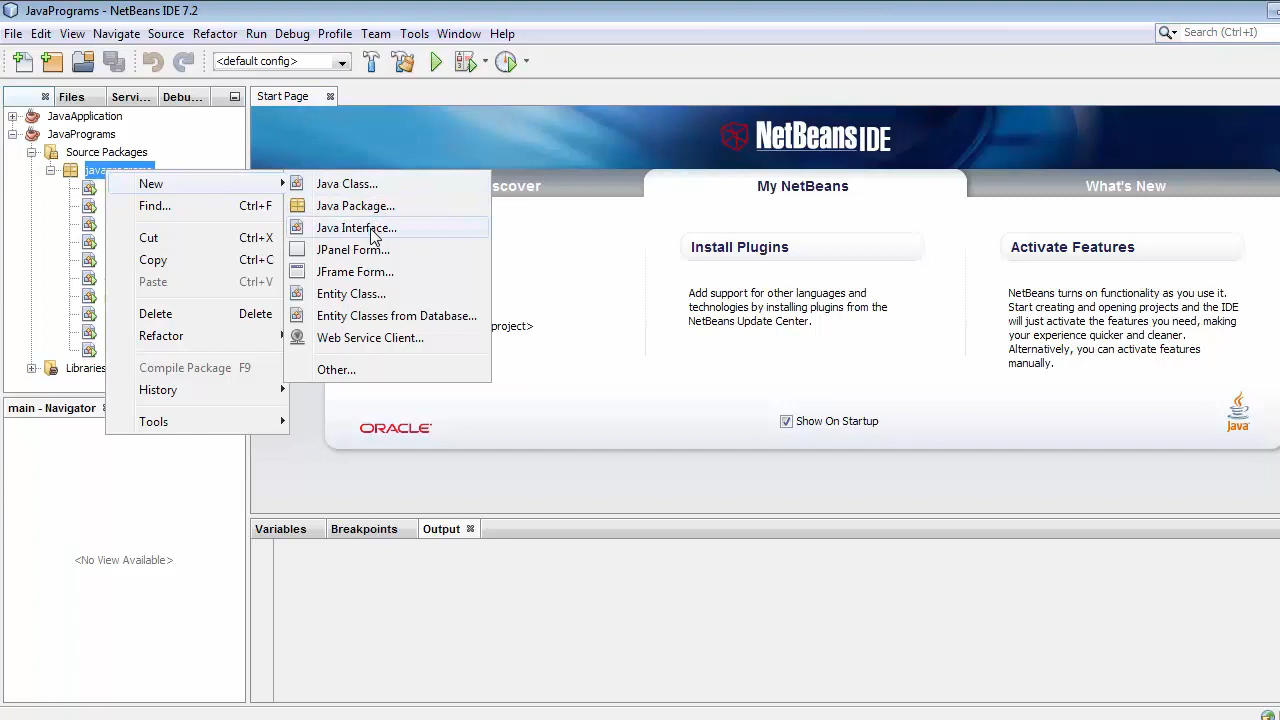 JavaPrograms - NetBeans IDE 7.2
File Edit View Navigate Source Refactor Run Debug Profile Team Tools Window Help
Search (Ctrl+I)
<default config>
Files Servi... Debu... Start Page
JavaApplication
JavaPrograms
Source Packages
Libraries
New
Find... Ctrl+F
Cut Ctrl+X
Copy Ctrl+C
Paste Ctrl+V
Delete Delete
Refactor
Compile Package F9
History
Tools
Java Class...
Java Package...
Java Interface...
JPanel Form...
JFrame Form...
Entity Class...
Entity Classes from Database...
Web Service Client...
Other...
NetBeans IDE
scover My NetBeans What's New
Install Plugins
Add support for other languages and
technologies by installing plugins from the
NetBeans Update Center.
Activate Features
NetBeans turns on functionality as you use it.
Start creating and opening projects and the IDE
will just activate the features you need, making
your experience quicker and cleaner.
Alternatively, you can activate features
manually.
project>
ORACLE
Show On Startup
Java
main - Navigator
<No View Available>
Variables Breakpoints Output